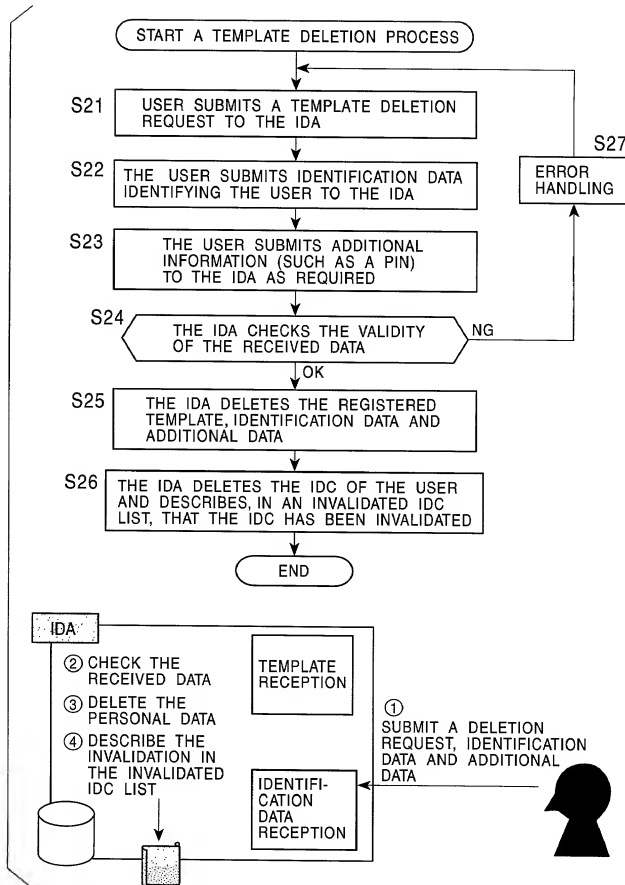 START A TEMPLATE DELETION PROCESS
S21
USER SUBMITS A TEMPLATE DELETION
REQUEST TO THE IDA
S27
ERROR
HANDLING
S22
THE USER SUBMITS IDENTIFICATION DATA
IDENTIFYING THE USER TO THE IDA
S23
THE USER SUBMITS ADDITIONAL
INFORMATION (SUCH AS A PIN)
TO THE IDA AS REQUIRED
S24
THE IDA CHECKS THE VALIDITY
OF THE RECEIVED DATA
NG
OK
S25
THE IDA DELETES THE REGISTERED
TEMPLATE, IDENTIFICATION DATA AND
ADDITIONAL DATA
S26
THE IDA DELETES THE IDC OF THE USER
AND DESCRIBES, IN AN INVALIDATED IDC
LIST, THAT THE IDC HAS BEEN INVALIDATED
END
IDA
② CHECK THE
RECEIVED DATA
③ DELETE THE
PERSONAL DATA
④ DESCRIBE THE
INVALIDATION IN
THE INVALIDATED
IDC LIST
TEMPLATE
RECEPTION
IDENTIFI-
CATION
DATA
RECEPTION
①
SUBMIT A DELETION
REQUEST, IDENTIFICATION
DATA AND ADDITIONAL
DATA